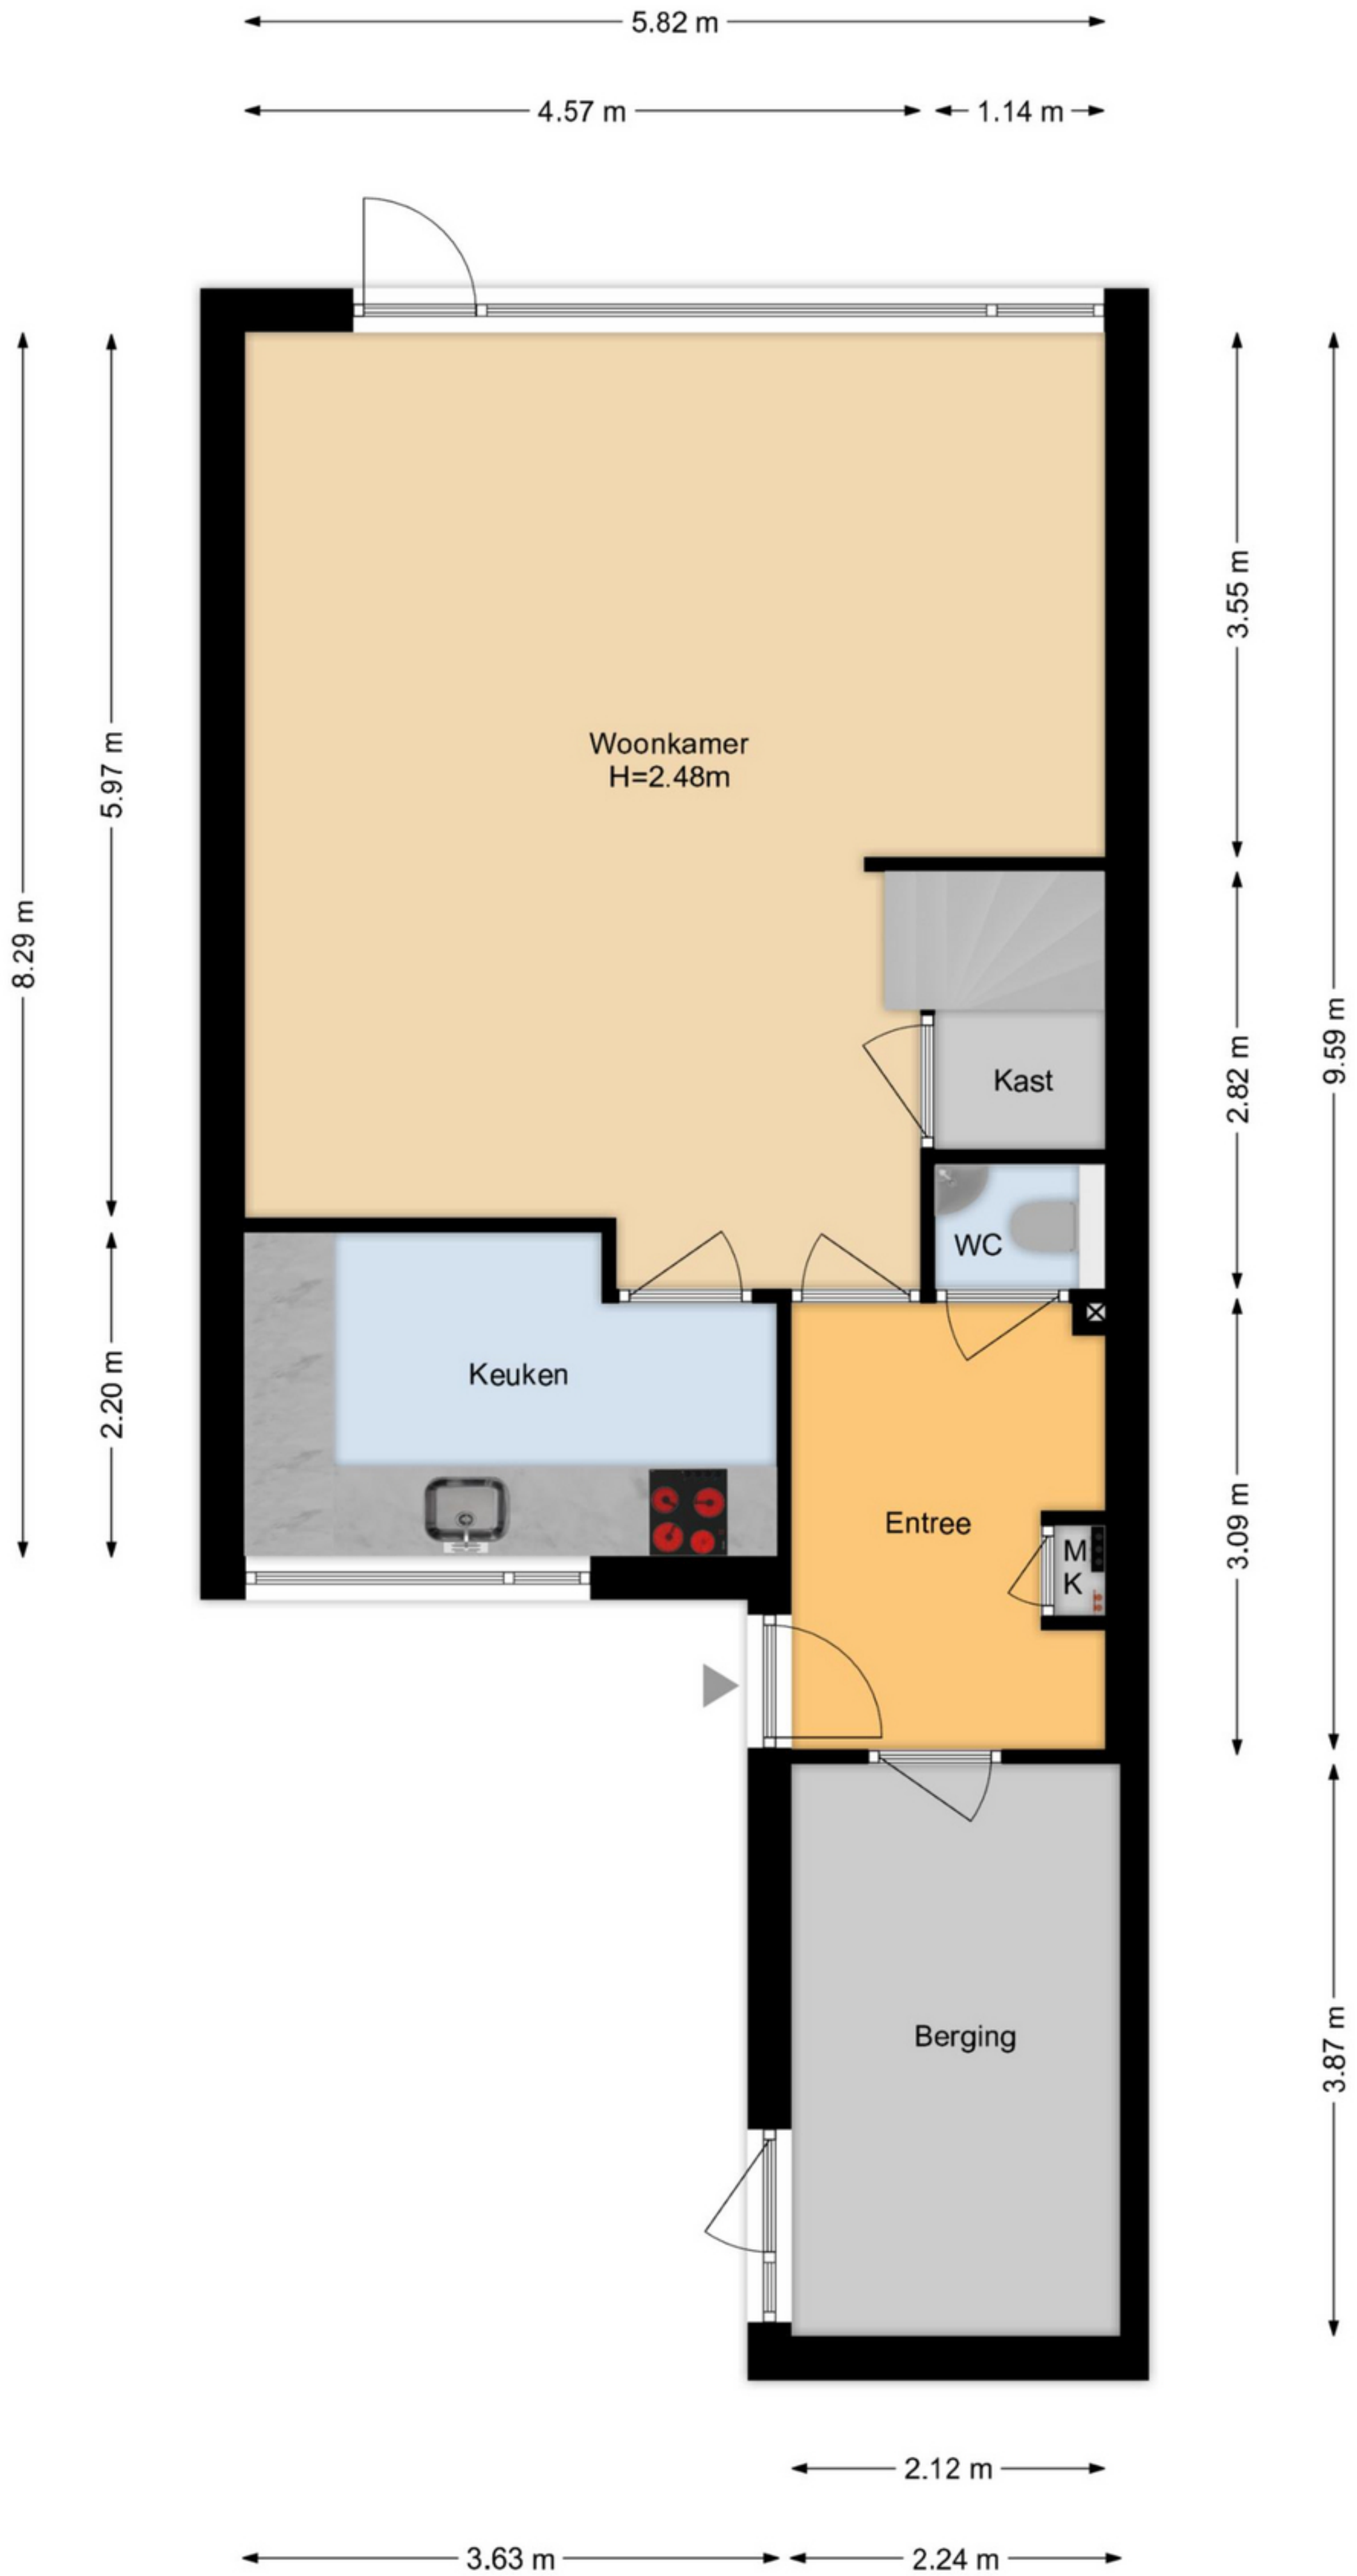 5.82 m
4.57 m
1.14 m
8.29 m
5.97 m
2.20 m
Woonkamer
H=2.48m
3.55 m
2.82 m
9.59 m
Kast
WC
Keuken
Entree
M
K
3.09 m
Berging
3.87 m
2.12 m
3.63 m
2.24 m